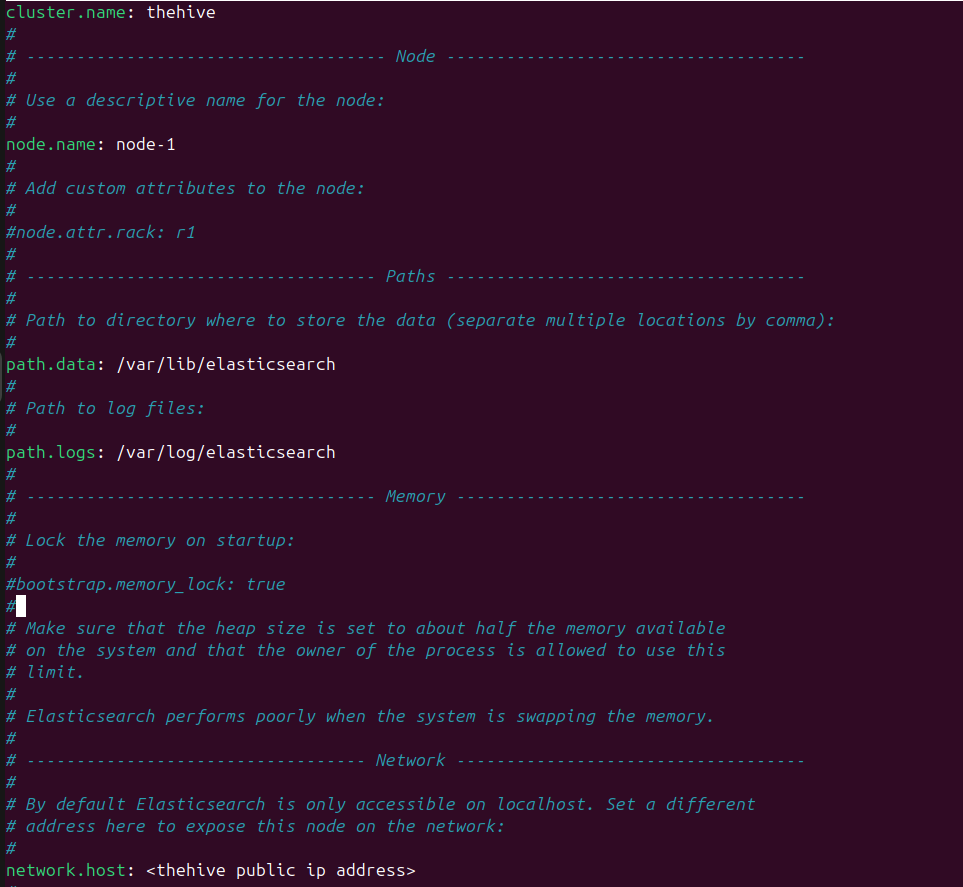 cluster.name: thehive
#
# ------------------------------------ Node ------------------------------------
#
# Use a descriptive name for the node:
#
node.name: node-1
#
# Add custom attributes to the node:
#
#node.attr.rack: r1
#
# ----------------------------------- Paths ------------------------------------
#
# Path to directory where to store the data (separate multiple locations by comma):
#
path.data: /var/lib/elasticsearch
#
# Path to log files:
#
path.logs: /var/log/elasticsearch
#
# ----------------------------------- Memory -----------------------------------
#
# Lock the memory on startup:
#
#bootstrap.memory_lock: true
#
# Make sure that the heap size is set to about half the memory available
# on the system and that the owner of the process is allowed to use this
# limit.
#
# Elasticsearch performs poorly when the system is swapping the memory.
#
# ---------------------------------- Network -----------------------------------
#
# By default Elasticsearch is only accessible on localhost. Set a different
# address here to expose this node on the network:
#
network.host: <thehive public ip address>